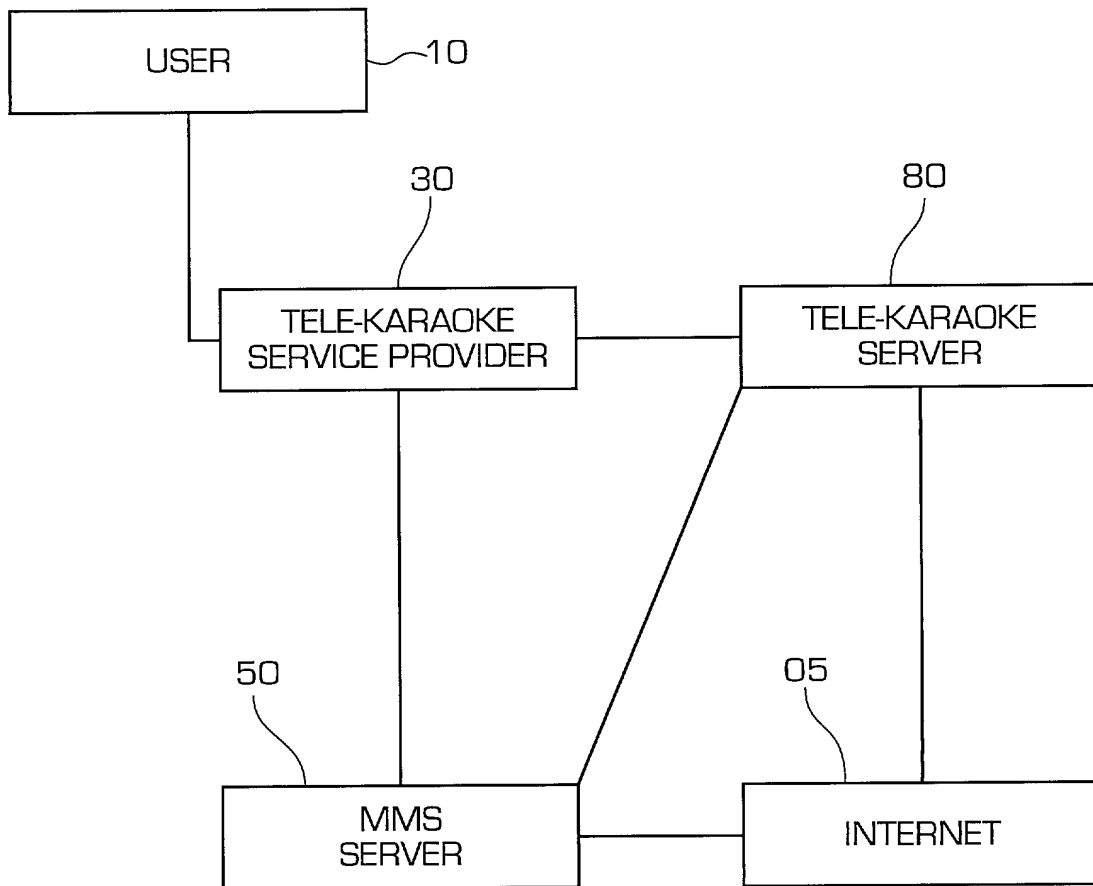 USER
10
30
80
TELE-KARAOKE
SERVICE PROVIDER
TELE-KARAOKE
SERVER
50
05
MMS
SERVER
INTERNET